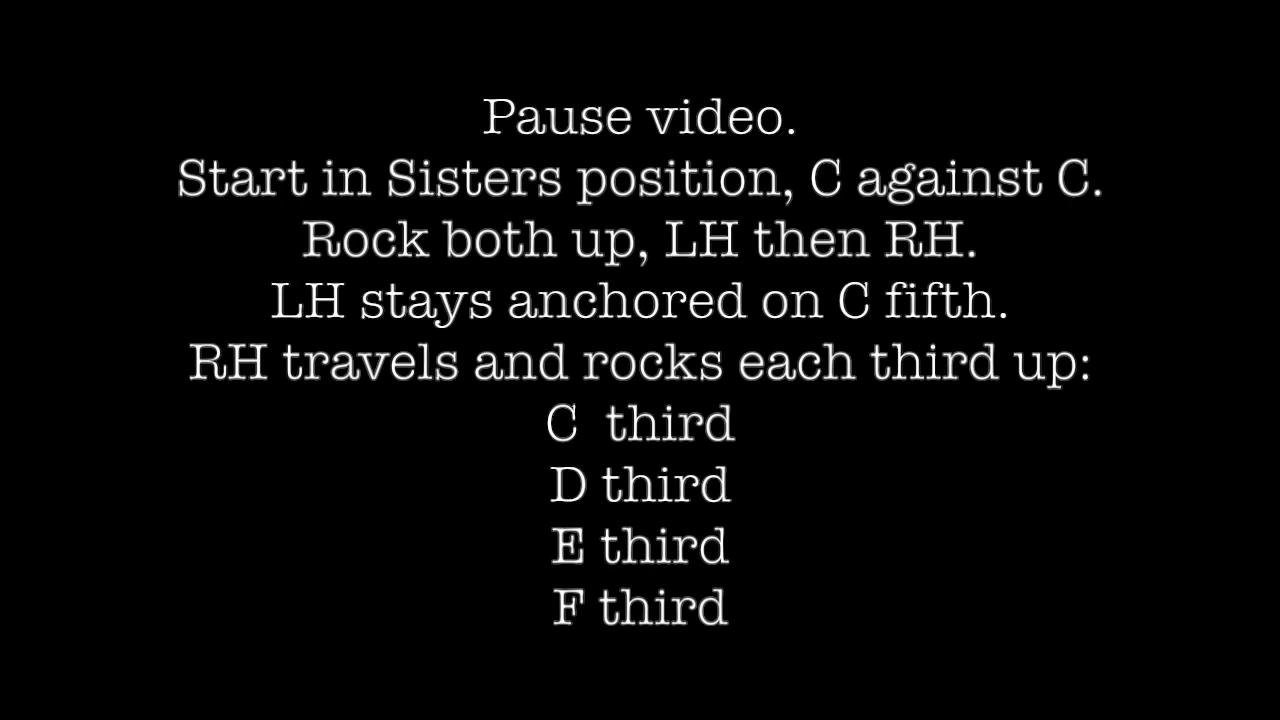 Pause video.
Start in Sisters position, C against C.
Rock both up, LH then RH.
LH stays anchored on C fifth.
RH travels and rocks each third up:
C  third
D third
E third
F third